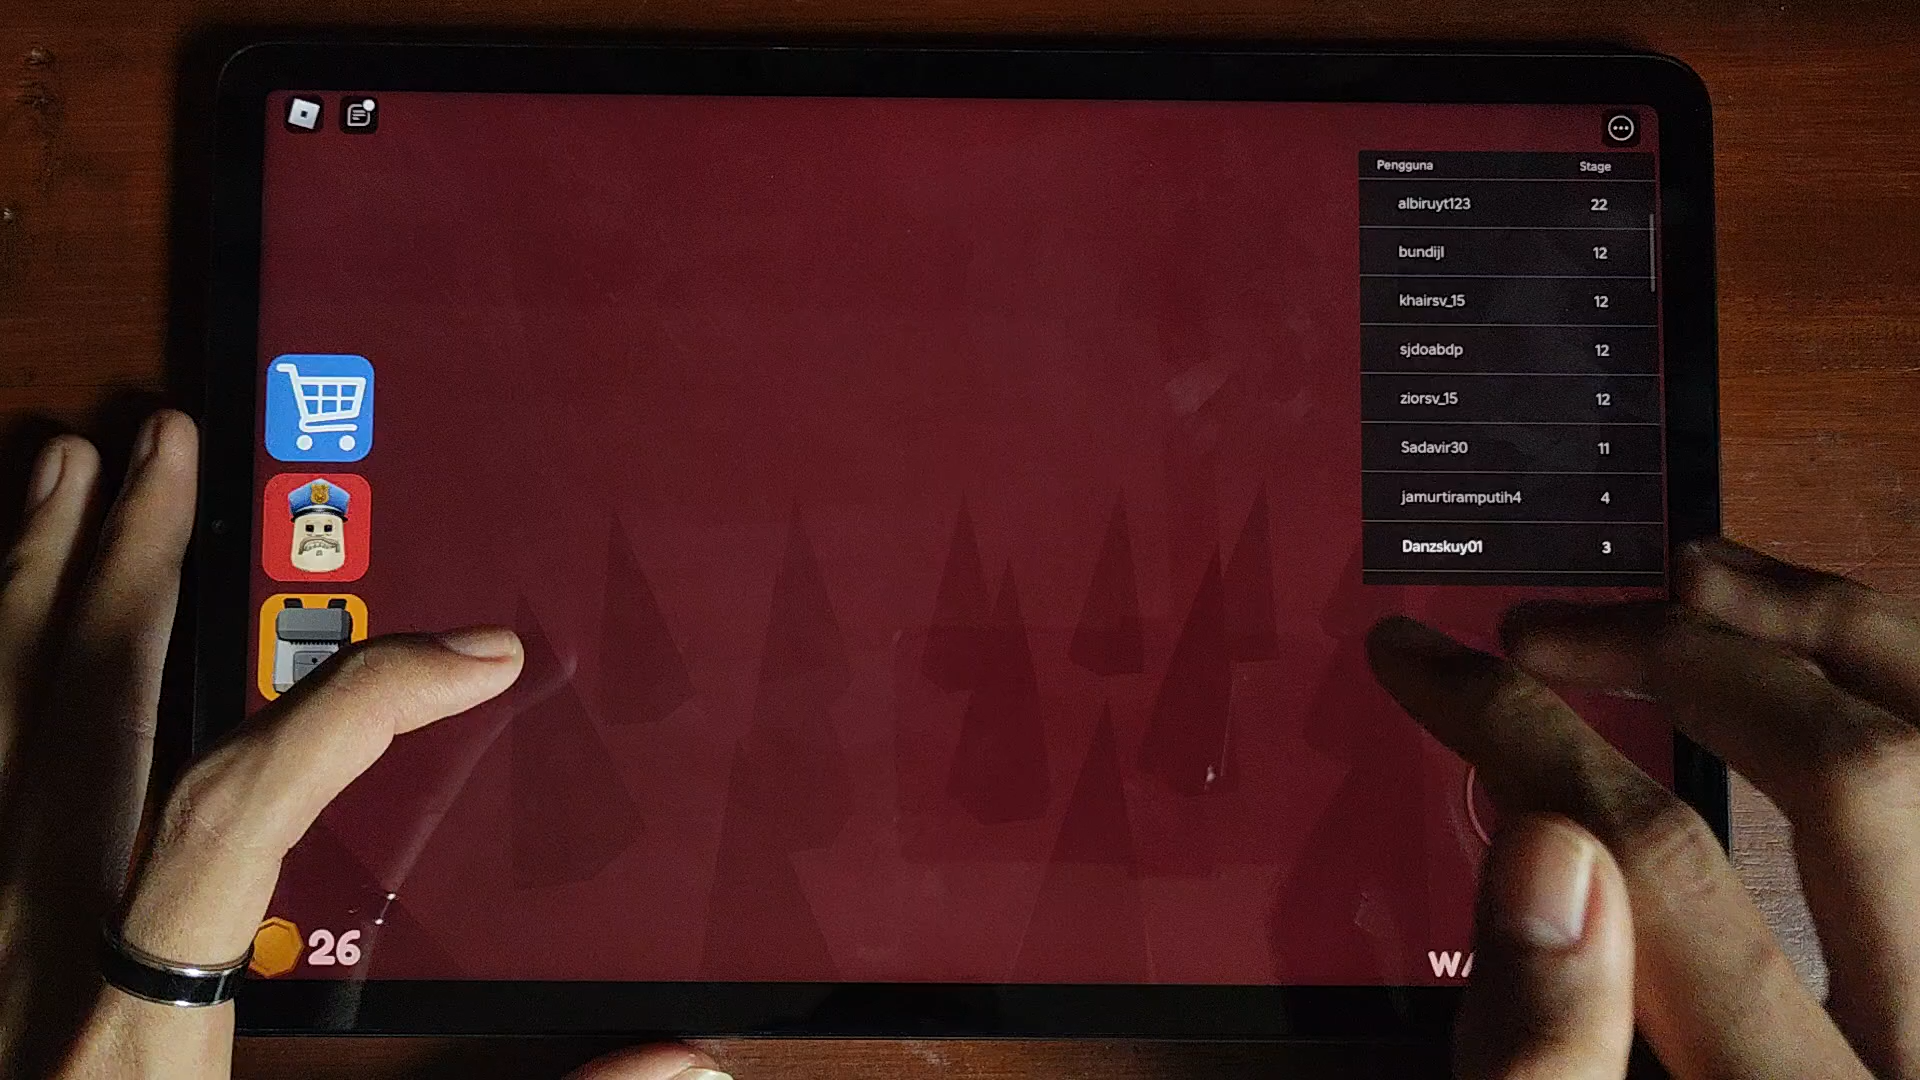 Pengguna Stage
albiruyt123 22
bundijl 12
khairsv_15 12
sjdoabdp 12
ziorsv_15 12
Sadavir30 11
jamurtiramputih4 4
Danzskuy01 3
26